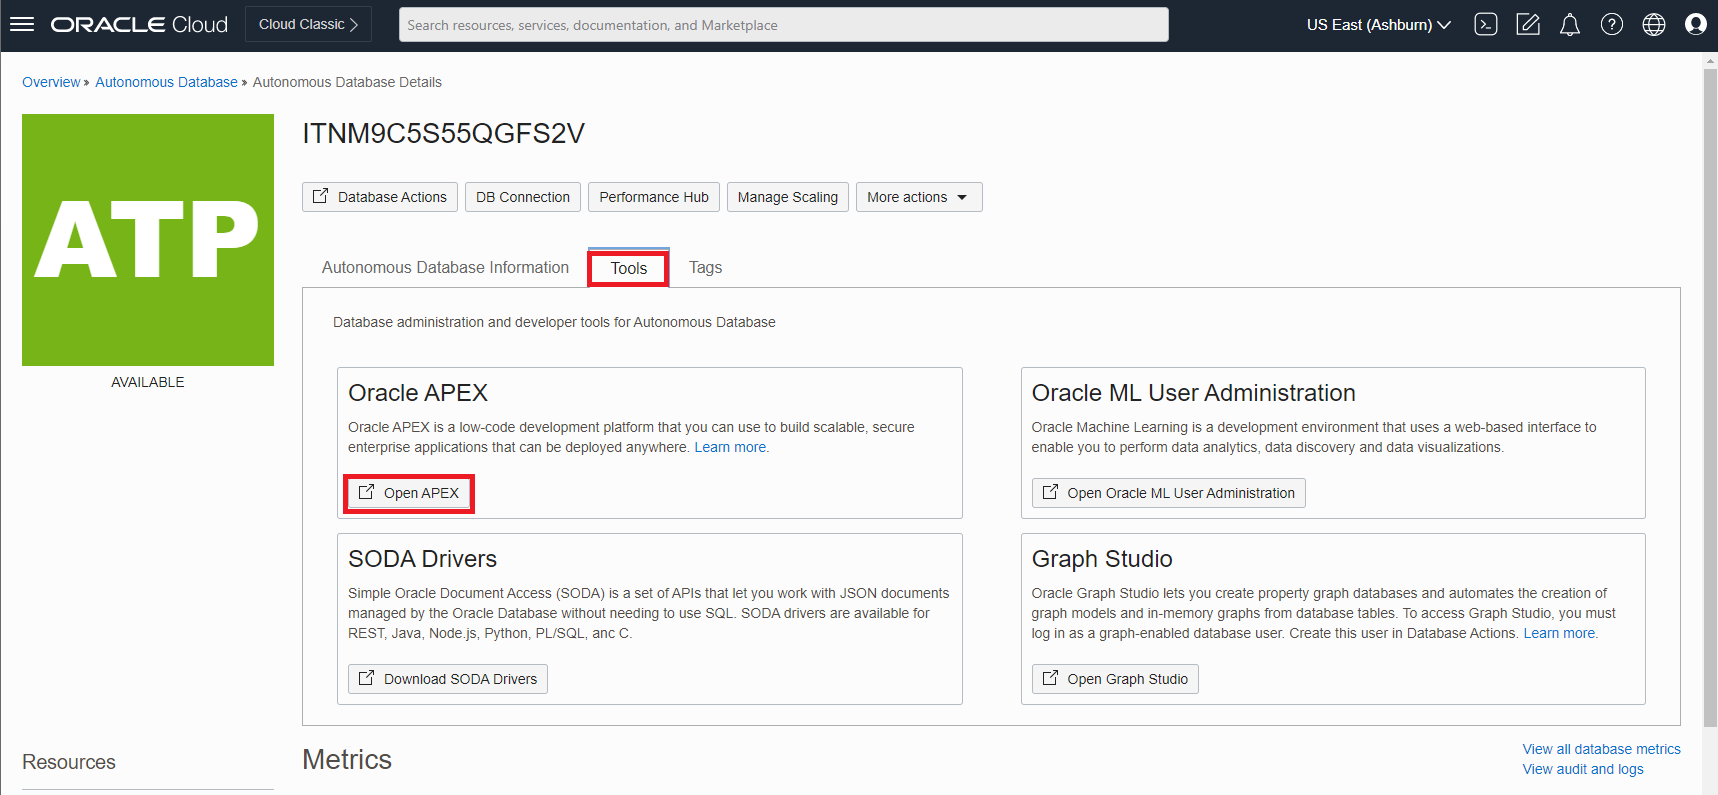 ORACLE Cloud
Cloud Classic
Search resources, services, documentation, and Marketplace
US East (Ashburn)
Overview » Autonomous Database » Autonomous Database Details
ATP
AVAILABLE
ITNM9C5S55QGFS2V
Database Actions
DB Connection
Performance Hub
Manage Scaling
More actions
Autonomous Database Information
Tools
Tags
Database administration and developer tools for Autonomous Database
Oracle APEX
Oracle APEX is a low-code development platform that you can use to build scalable, secure
enterprise applications that can be deployed anywhere. Learn more.
Open APEX
Oracle ML User Administration
Oracle Machine Learning is a development environment that uses a web-based interface to
enable you to perform data analytics, data discovery and data visualizations.
Open Oracle ML User Administration
SODA Drivers
Simple Oracle Document Access (SODA) is a set of APIs that let you work with JSON documents
managed by the Oracle Database without needing to use SQL. SODA drivers are available for
REST, Java, Node.js, Python, PL/SQL, anc C.
Download SODA Drivers
Graph Studio
Oracle Graph Studio lets you create property graph databases and automates the creation of
graph models and in-memory graphs from database tables. To access Graph Studio, you must
log in as a graph-enabled database user. Create this user in Database Actions. Learn more.
Open Graph Studio
Resources
Metrics
View all database metrics
View audit and logs